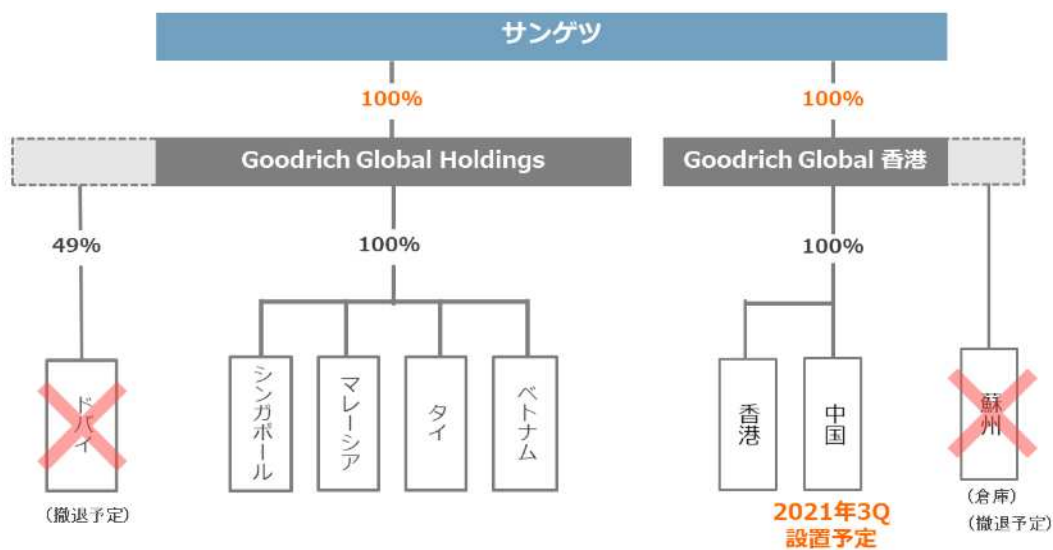 サンゲツ
100%
100%
Goodrich Global Holdings
Goodrich Global 香港
49%
100%
100%
ドバイ
シンガポール
マレーシア
タイ
ベトナム
香港
中国
蘇州
(撤退予定)
2021年3Q
設置予定
(倉庫)
(撤退予定)